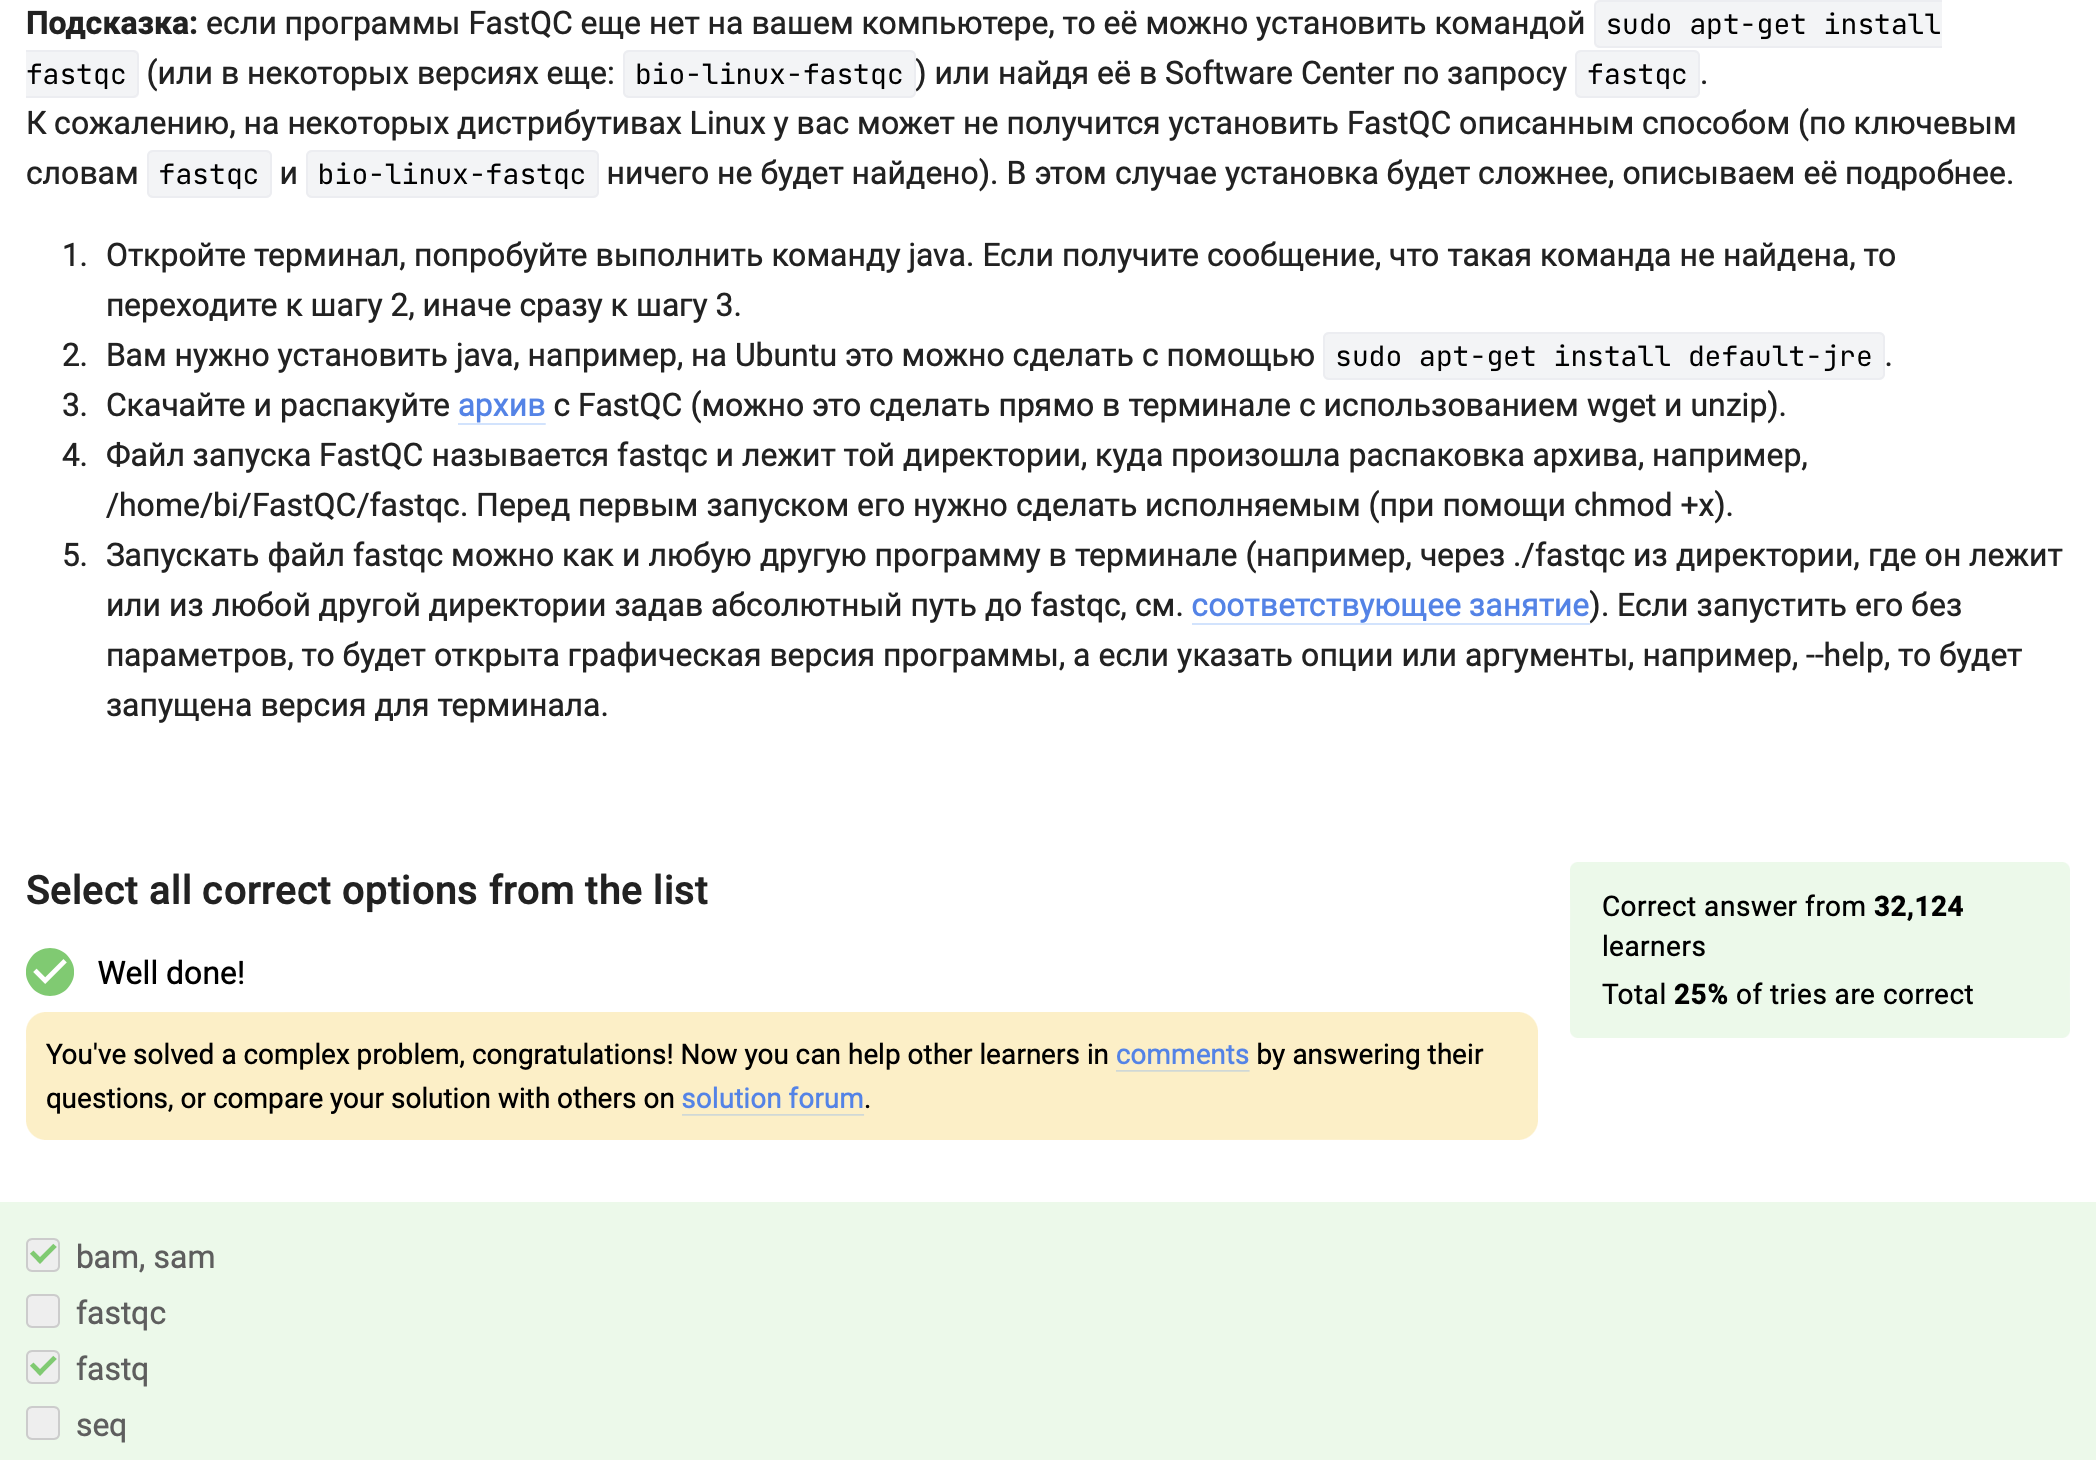 Подсказка: если программы FastQC еще нет на вашем компьютере, то её можно установить командой sudo apt-get install
fastqc (или в некоторых версиях еще: bio-linux-fastqc) или найдя её в Software Center по запросу fastqc.
К сожалению, на некоторых дистрибутивах Linux у вас может не получится установить FastQC описанным способом (по ключевым
словам fastqc и bio-linux-fastqc ничего не будет найдено). В этом случае установка будет сложнее, описываем её подробнее.
1. Откройте терминал, попробуйте выполнить команду java. Если получите сообщение, что такая команда не найдена, то
переходите к шагу 2, иначе сразу к шагу 3.
2. Вам нужно установить java, например, на Ubuntu это можно сделать с помощью sudo apt-get install default-jre.
3. Скачайте и распакуйте архив с FastQC (можно это сделать прямо в терминале с использованием wget и unzip).
4. Файл запуска FastQC называется fastqc и лежит той директории, куда произошла распаковка архива, например,
/home/bi/FastQC/fastqc. Перед первым запуском его нужно сделать исполняемым (при помощи chmod +x).
5. Запускать файл fastqc можно как и любую другую программу в терминале (например, через ./fastqc из директории, где он лежит
или из любой другой директории задав абсолютный путь до fastqc, см. соответствующее занятие). Если запустить его без
параметров, то будет открыта графическая версия программы, а если указать опции или аргументы, например, --help, то будет
запущена версия для терминала.
Select all correct options from the list
Correct answer from 32,124
learners
Total 25% of tries are correct
Well done!
You've solved a complex problem, congratulations! Now you can help other learners in comments by answering their
questions, or compare your solution with others on solution forum.
bam, sam
fastqc
fastq
seq